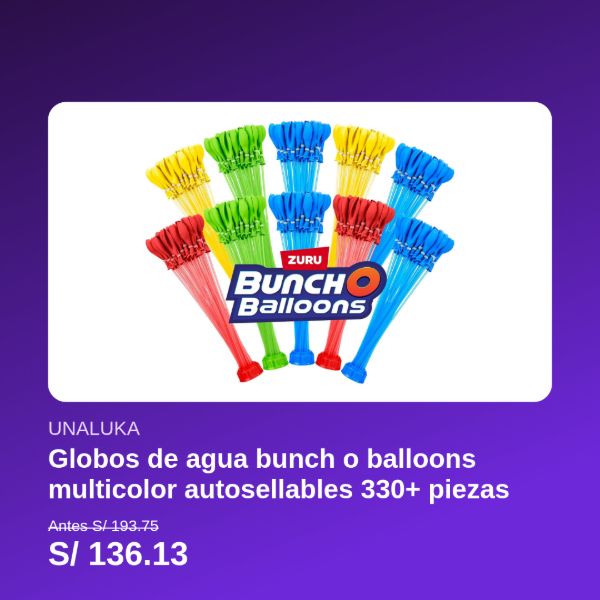 ZURU
BUNCH O
Balloons
UNALUKA
Globos de agua bunch o balloons
multicolor autosellables 330+ piezas
Antes S/ 193.75
S/ 136.13